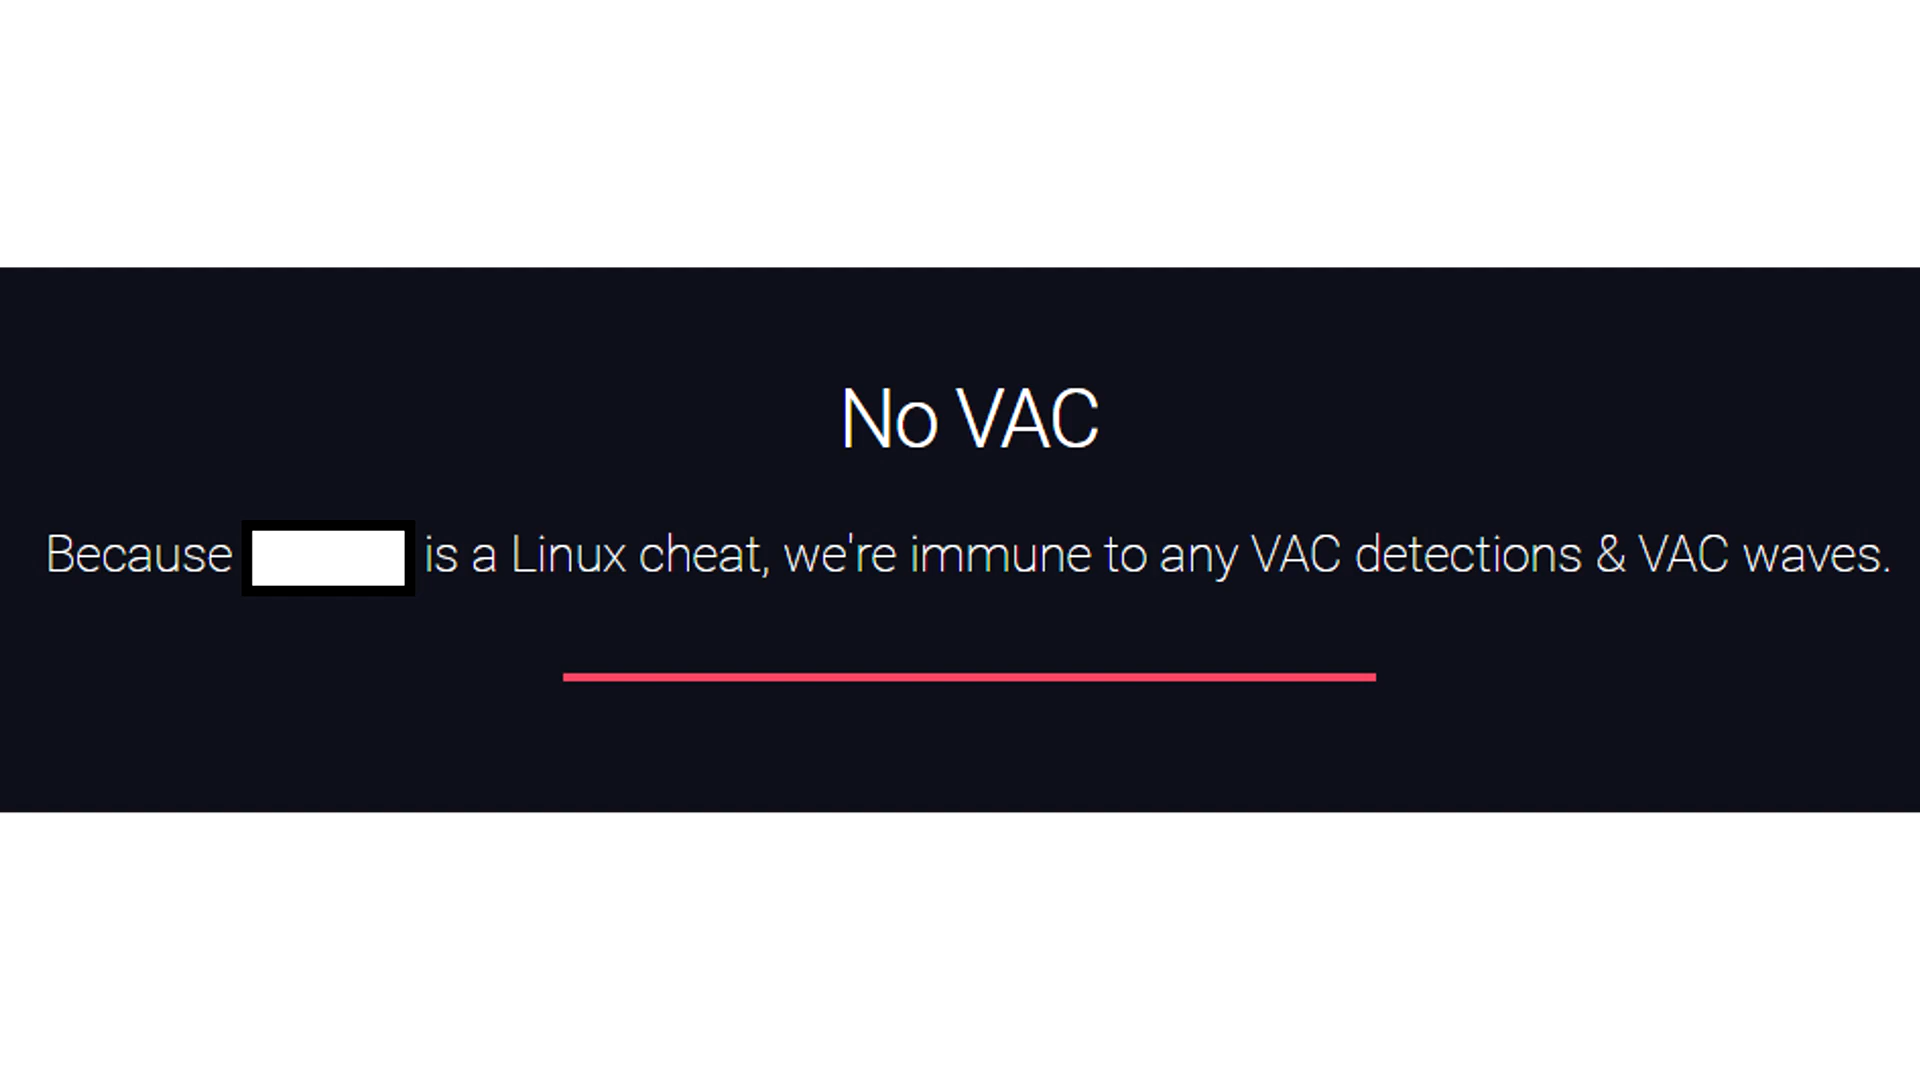 No VAC
Because is a Linux cheat, we're immune to any VAC detections & VAC waves.